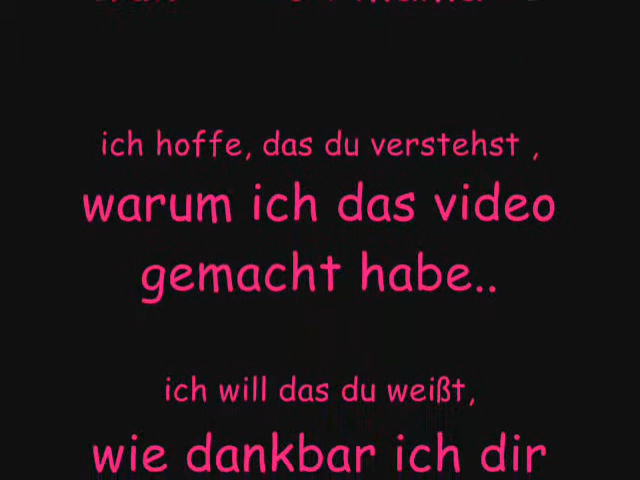 ich hoffe, das du verstehst ,
warum ich das video
gemacht habe..
ich will das du weißt,
wie dankbar ich dir